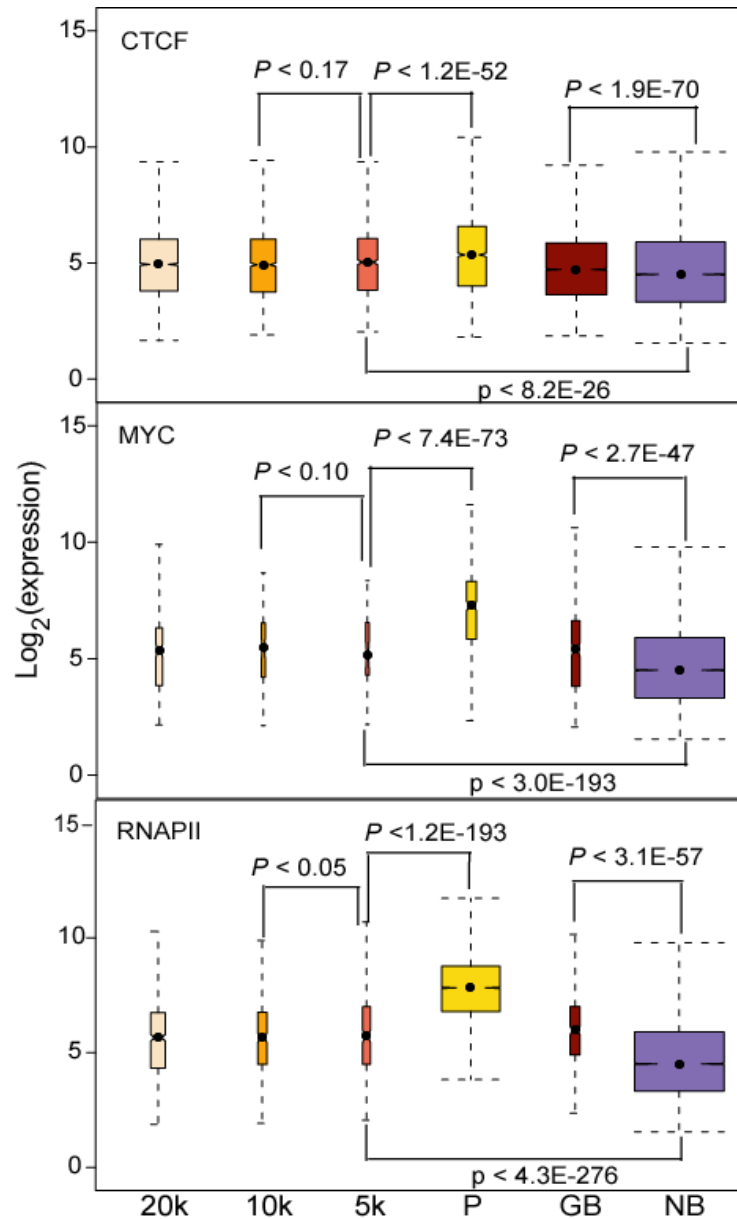 15
CTCF
P < 0.17
P < 1.2E-52
P < 1.9E-70
10
5
0
p < 8.2E-26
15
MYC
P < 7.4E-73
P < 0.10
P < 2.7E-47
10
5
0
p < 3.0E-193
Log2(expression)
15
RNAPII
P <1.2E-193
P < 0.05
P < 3.1E-57
10
5
0
p < 4.3E-276
20k 10k 5k P GB NB